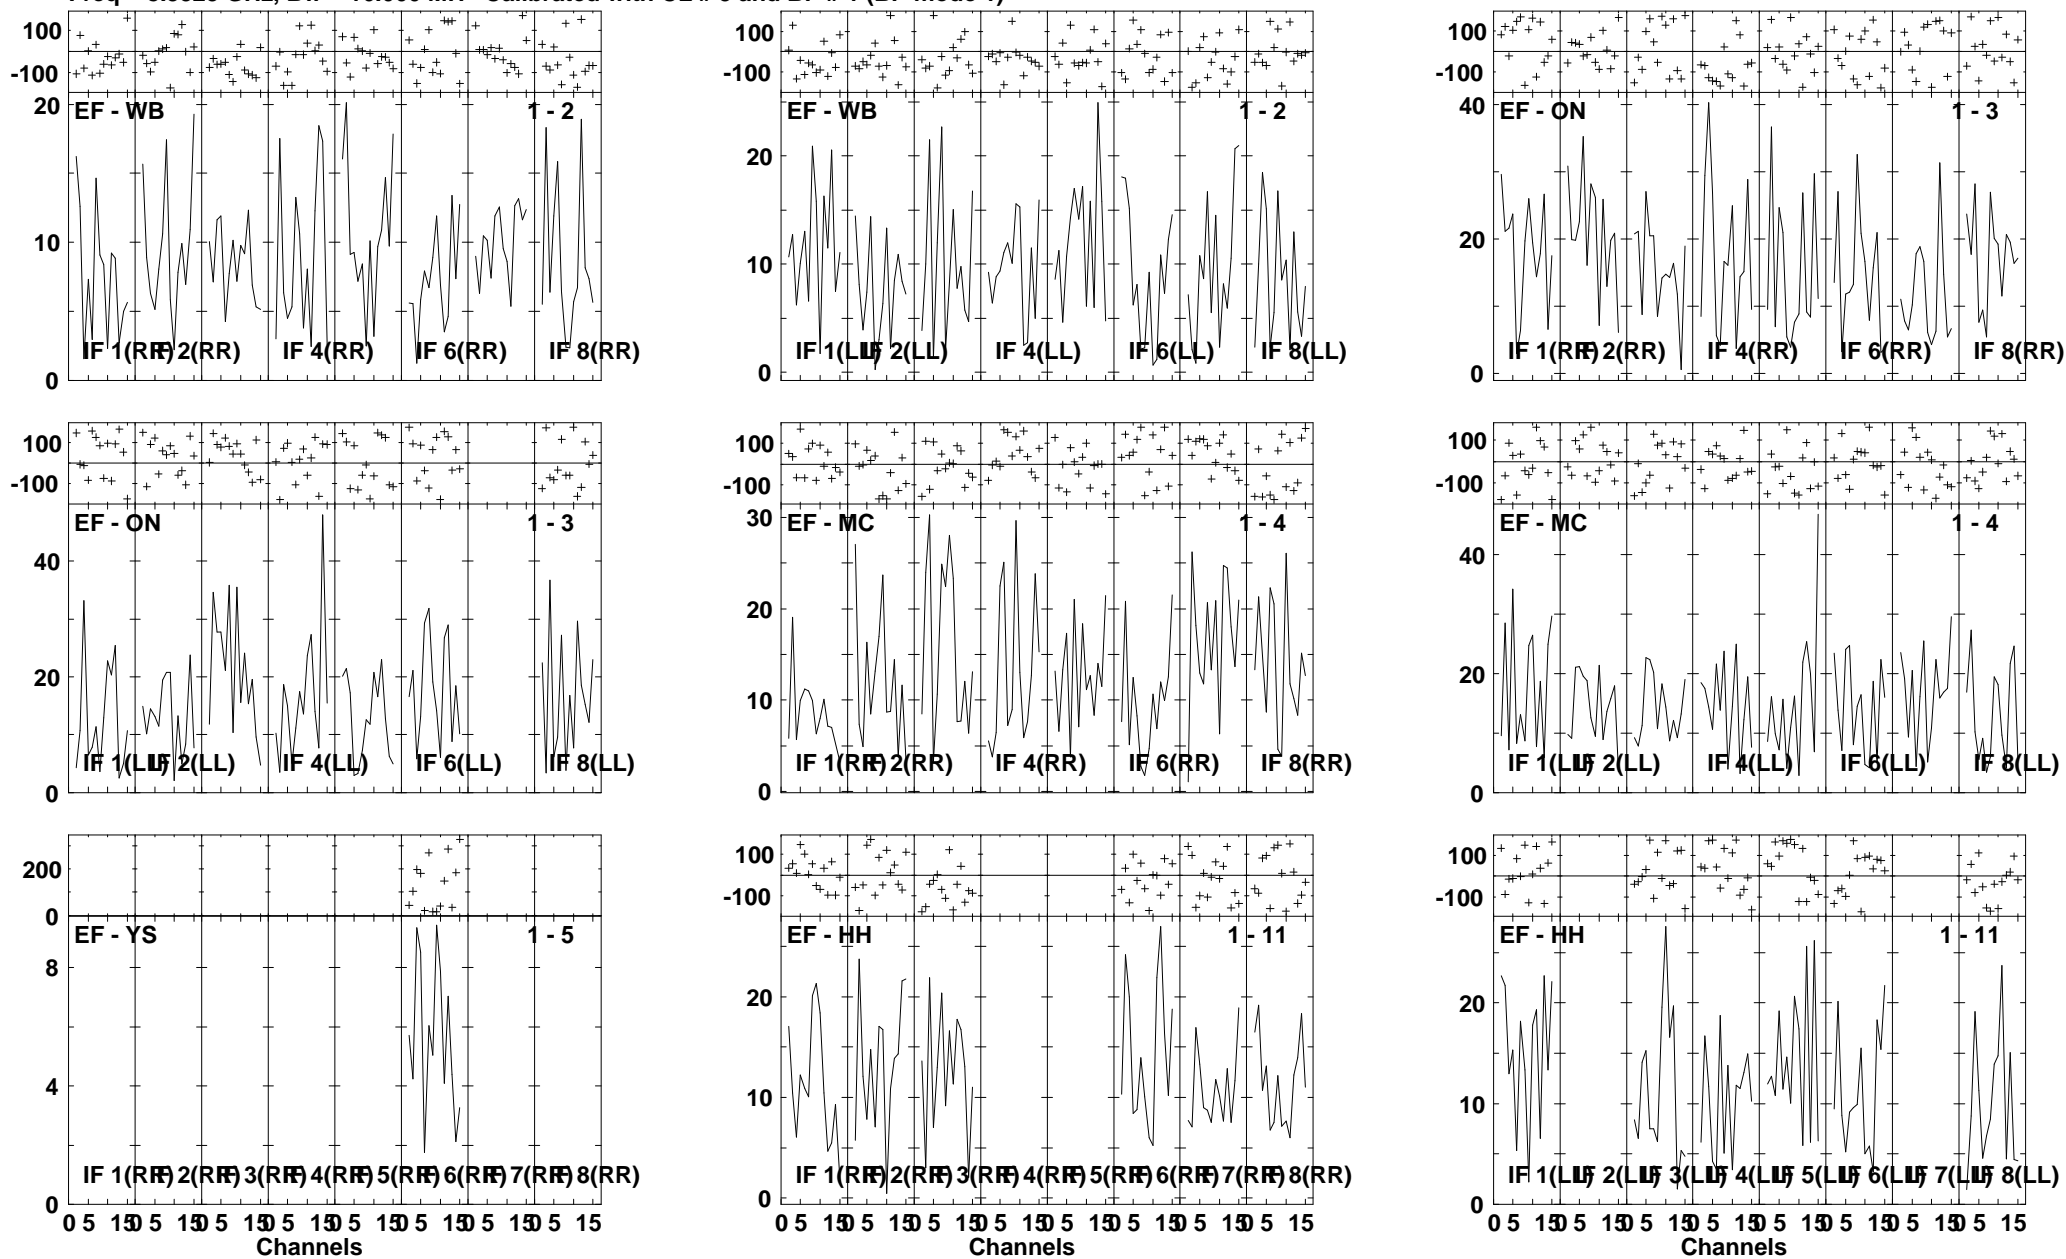 Calibrated with and
100
-100
20
10
0
EF - WB
1 - 2
IF 1(RR)
IF 2(RR)
IF 4(RR)
IF 6(RR)
IF 8(RR)
100
-100
20
10
0
EF - WB
1 - 2
IF 1(LL)
IF 2(LL)
IF 4(LL)
IF 6(LL)
IF 8(LL)
100
-100
40
20
0
EF - ON
1 - 3
IF 1(RR)
IF 2(RR)
IF 4(RR)
IF 6(RR)
IF 8(RR)
100
-100
40
20
0
EF - ON
1 - 3
IF 1(LL)
IF 2(LL)
IF 4(LL)
IF 6(LL)
IF 8(LL)
100
-100
30
20
10
0
EF - MC
1 - 4
IF 1(RR)
IF 2(RR)
IF 4(RR)
IF 6(RR)
IF 8(RR)
100
-100
40
20
0
EF - MC
1 - 4
IF 1(LL)
IF 2(LL)
IF 4(LL)
IF 6(LL)
IF 8(LL)
200
0
8
4
0
EF - YS
1 - 5
IF 1(RR)
IF 2(RR)
IF 3(RR)
IF 4(RR)
IF 5(RR)
IF 6(RR)
IF 7(RR)
IF 8(RR)
0 5 15 0 5 15 0 5 15 0 5 15 0 5 15 0 5 15 0 5 15 0 5 15
Channels
100
-100
20
10
0
EF - HH
1 - 11
IF 1(RR)
IF 2(RR)
IF 3(RR)
IF 4(RR)
IF 5(RR)
IF 6(RR)
IF 7(RR)
IF 8(RR)
0 5 15 0 5 15 0 5 15 0 5 15 0 5 15 0 5 15 0 5 15 0 5 15
Channels
100
-100
20
10
0
EF - HH
1 - 11
IF 1(LL)
IF 2(LL)
IF 3(LL)
IF 4(LL)
IF 5(LL)
IF 6(LL)
IF 7(LL)
IF 8(LL)
0 5 15 0 5 15 0 5 15 0 5 15 0 5 15 0 5 15 0 5 15 0 5 15
Channels